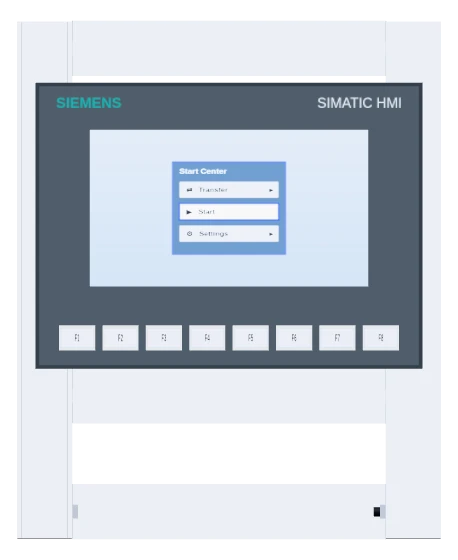 SIEMENS
SIMATIC HMI
Start Center
Transfer
Start
Settings
F1 F2 F3 F4 F5 F6 F7 F8